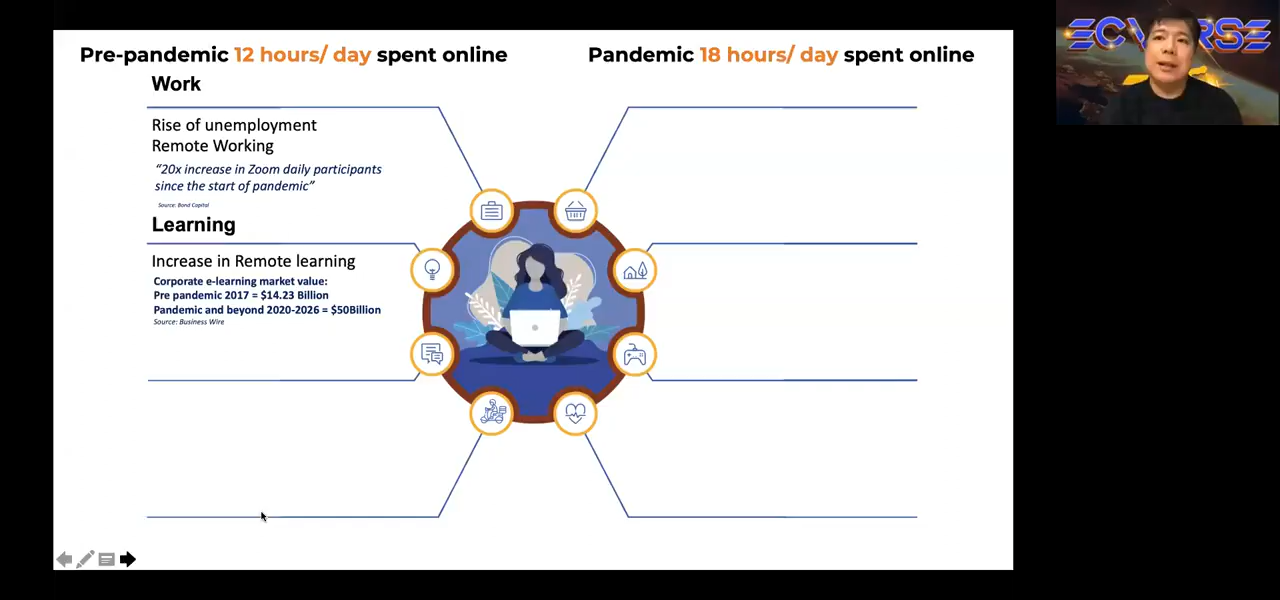 Pre-pandemic 12 hours/ day spent online
Pandemic 18 hours/ day spent online
Work
Rise of unemployment
Remote Working
“20x increase in Zoom daily participants
since the start of pandemic”
Source: Bond Capital
Learning
Increase in Remote learning
Corporate e-learning market value:
Pre pandemic 2017 = $14.23 Billion
Pandemic and beyond 2020-2026 = $50Billion
Source: Business Wire